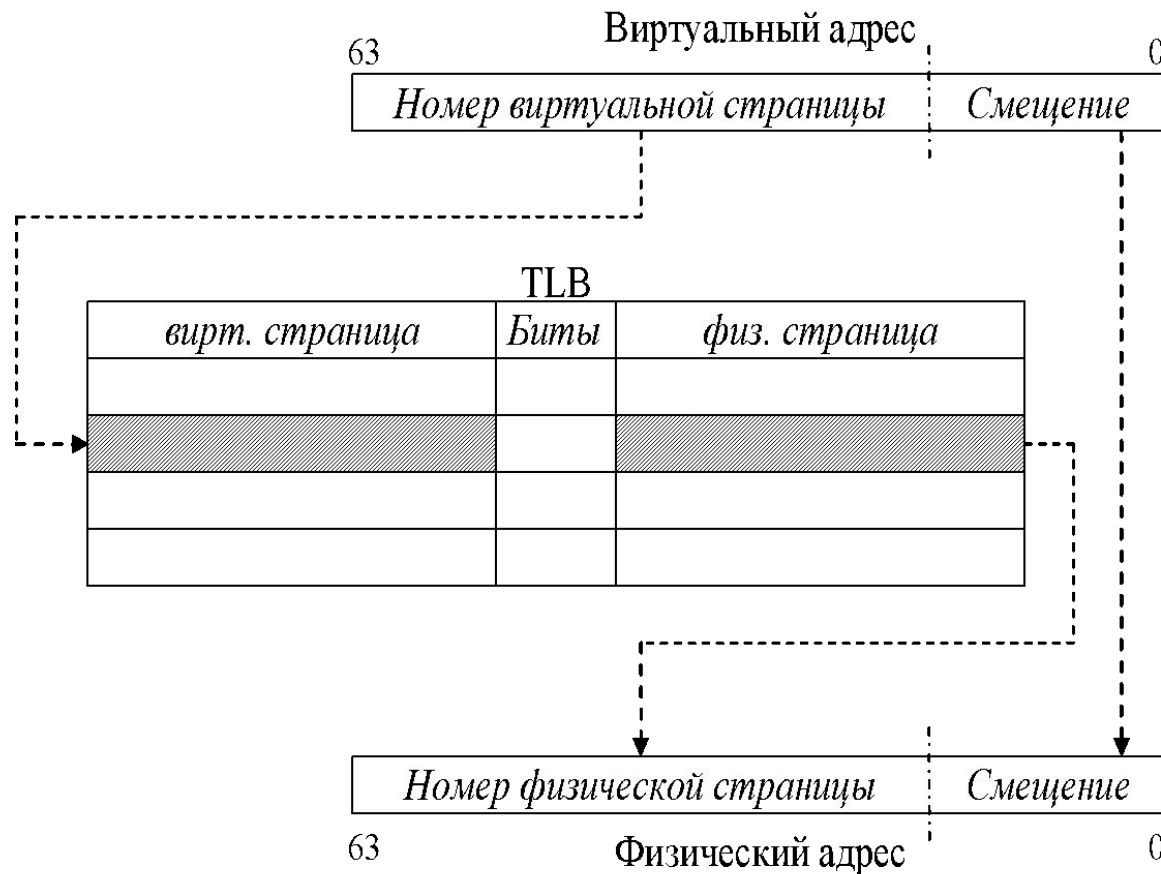 Виртуальный адрес
63 0
Номер виртуальной страницы Смещение
TLB
вирт. страница Биты физ. страница
Номер физической страницы Смещение
63 0
Физический адрес